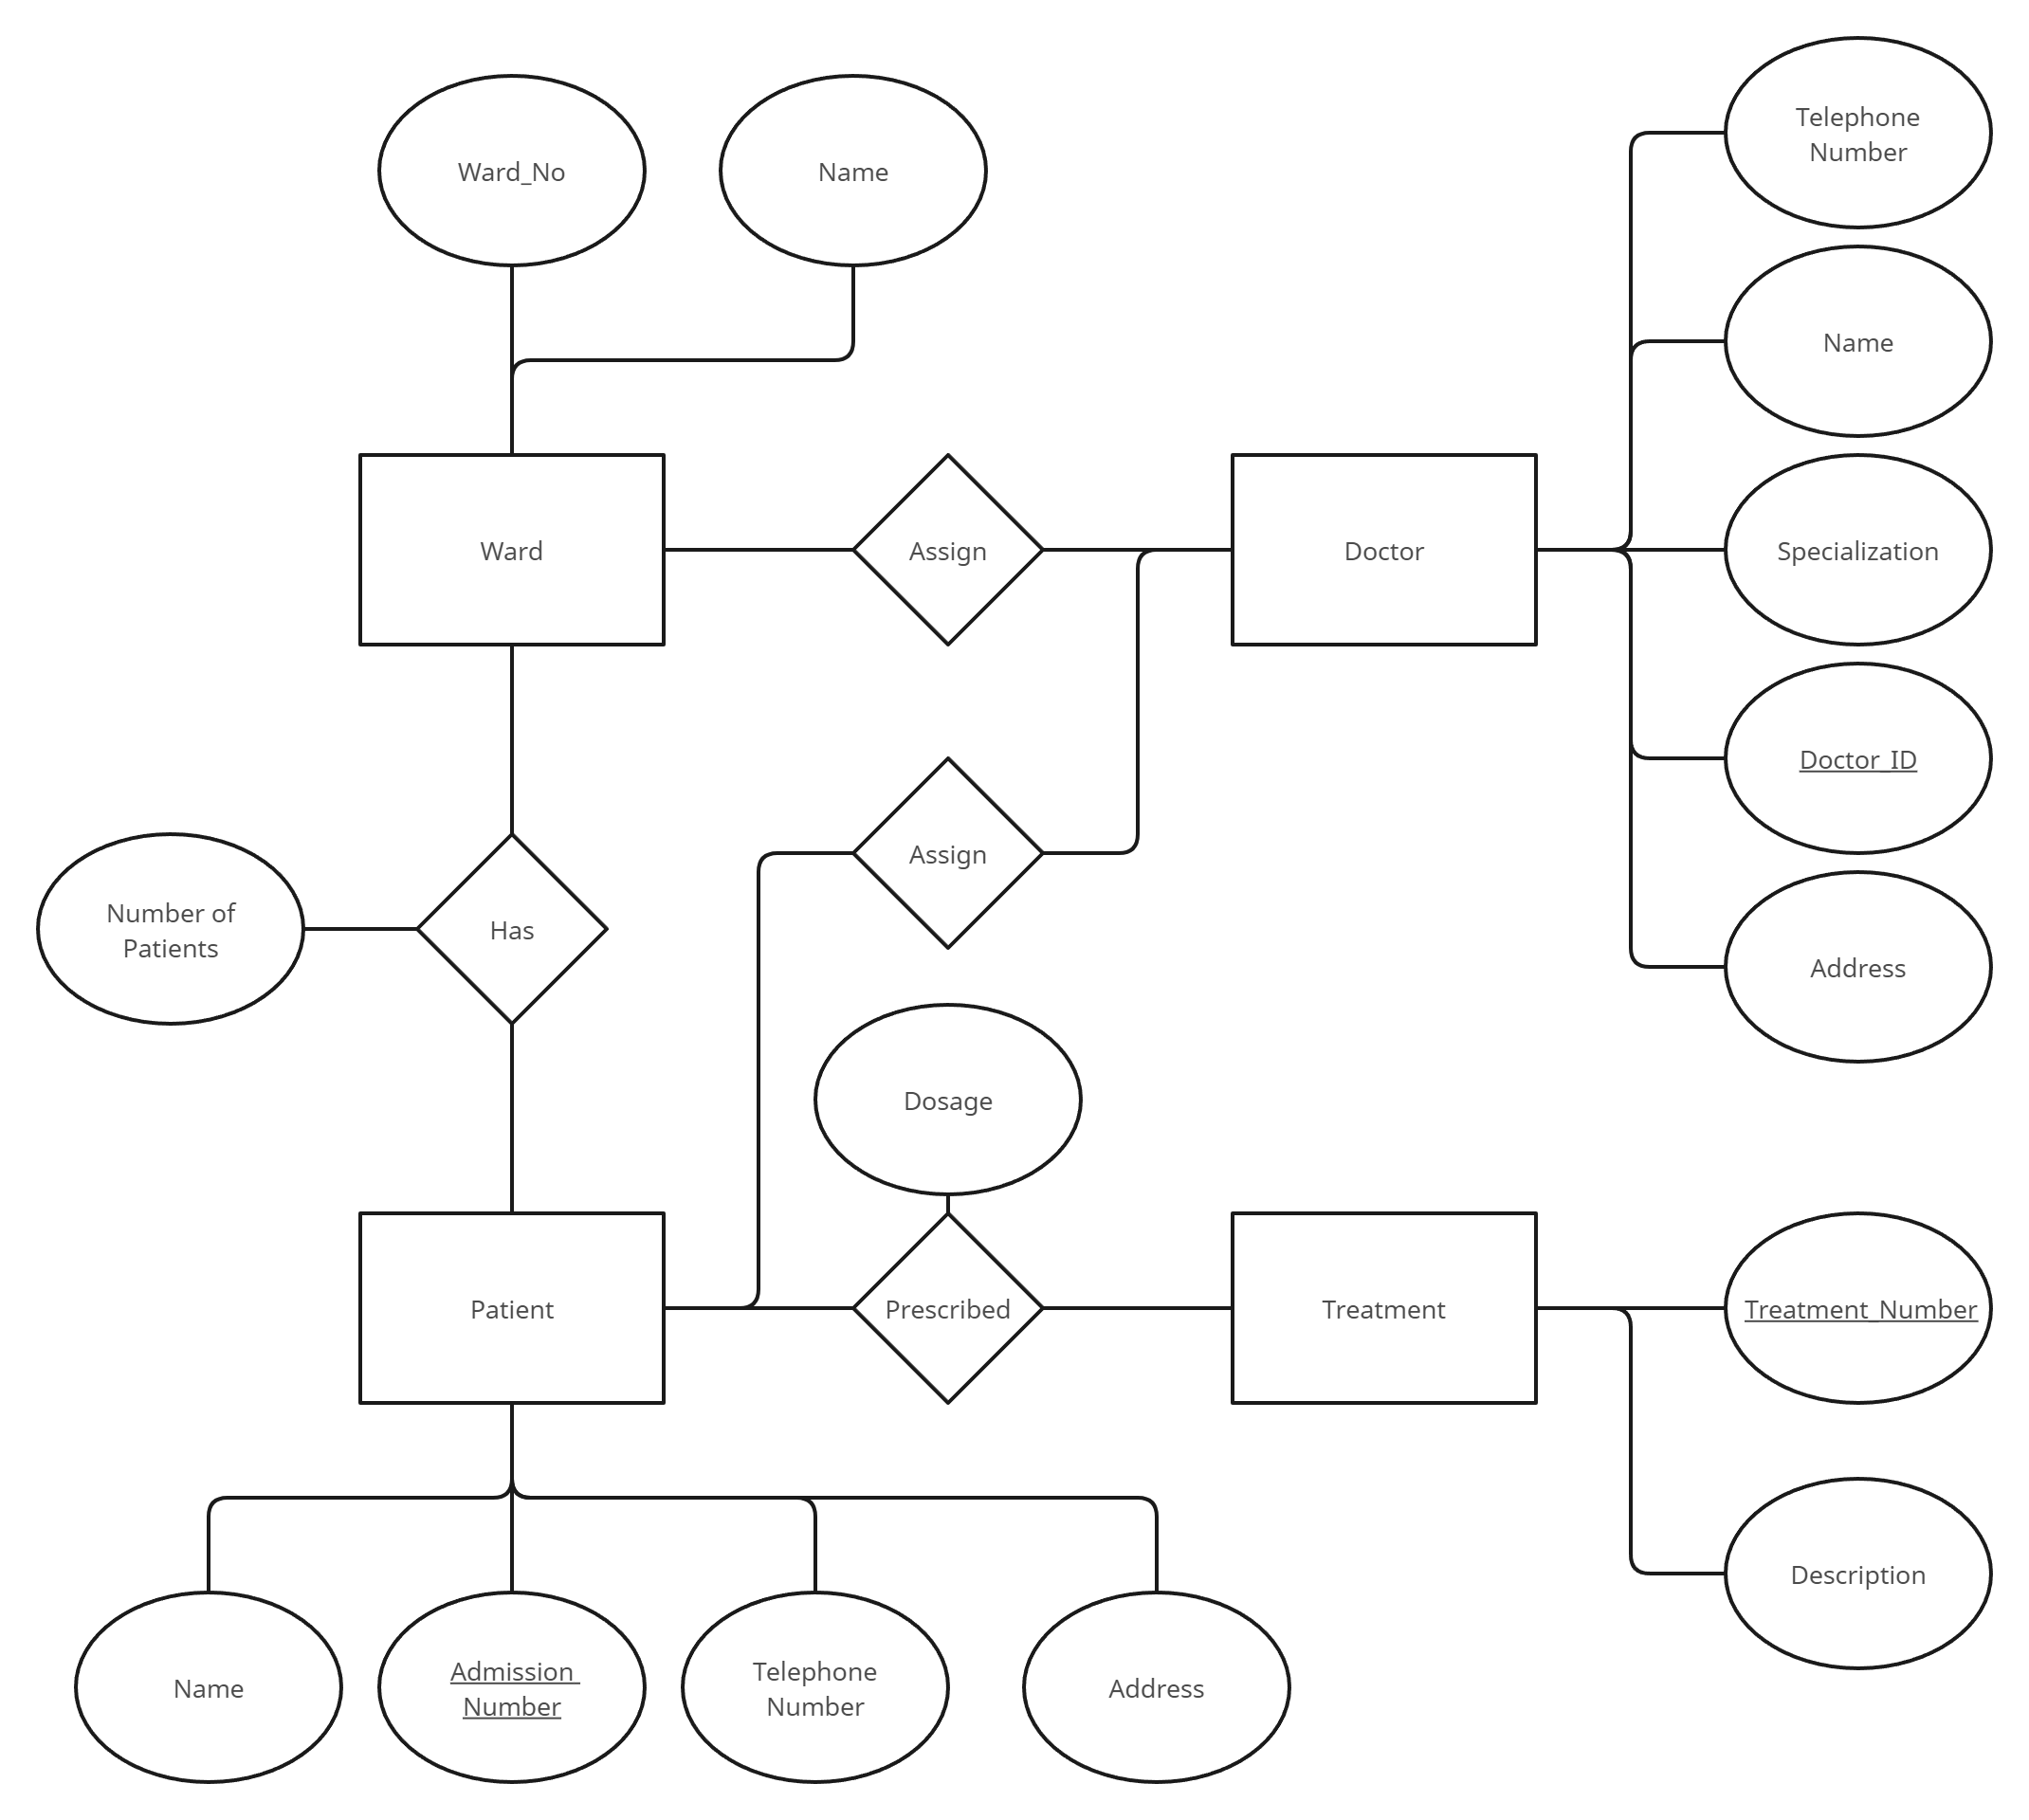 Telephone
Number
Ward_No
Name
Name
Ward
Assign
Doctor
Specialization
Doctor_ID
Assign
Number of
Patients
Has
Address
Dosage
Patient
Prescribed
Treatment
Treatment_Number
Description
Name
Admission
Number
Telephone
Number
Address